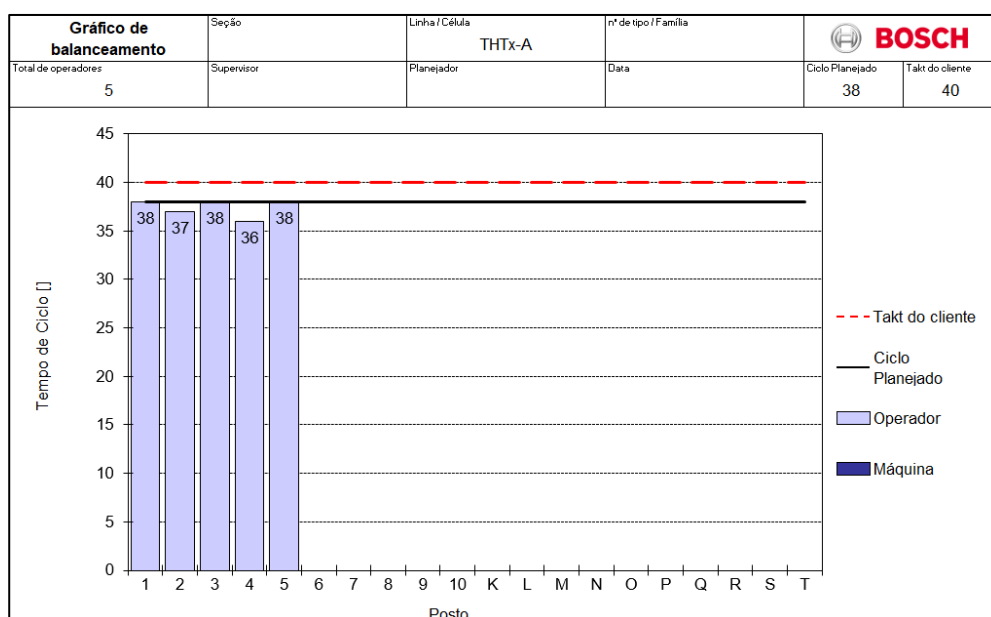 Gráfico de
balanceamento
Seção
Linha / Célula
THTx-A
nº de tipo / Família
BOSCH
Total de operadores
5
Supervisor
Planejador
Data
Ciclo Planejado
38
Takt do cliente
40
45
40
35
30
25
20
15
10
5
0
Tempo de Ciclo []
38
37
38
36
38
1 2 3 4 5 6 7 8 9 10 K L M N O P Q R S T
Posto
Takt do cliente
Ciclo
Planejado
Operador
Máquina